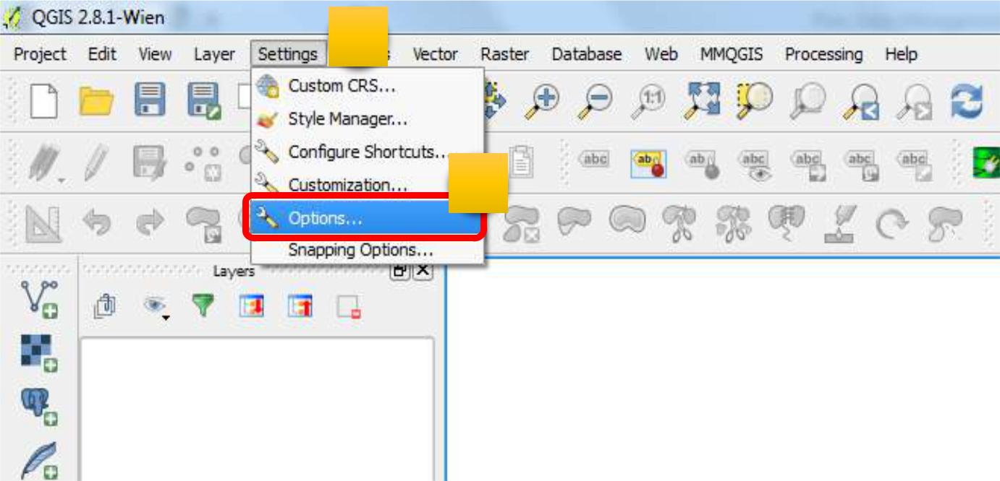 QGIS 2.8.1-Wien
Project Edit View Layer Settings Vector Raster Database Web MMQGIS Processing Help
Custom CRS...
Style Manager...
Configure Shortcuts...
Customization...
Options...
Snapping Options...
1:1
abc ab ab abc abc abc abc
Layers